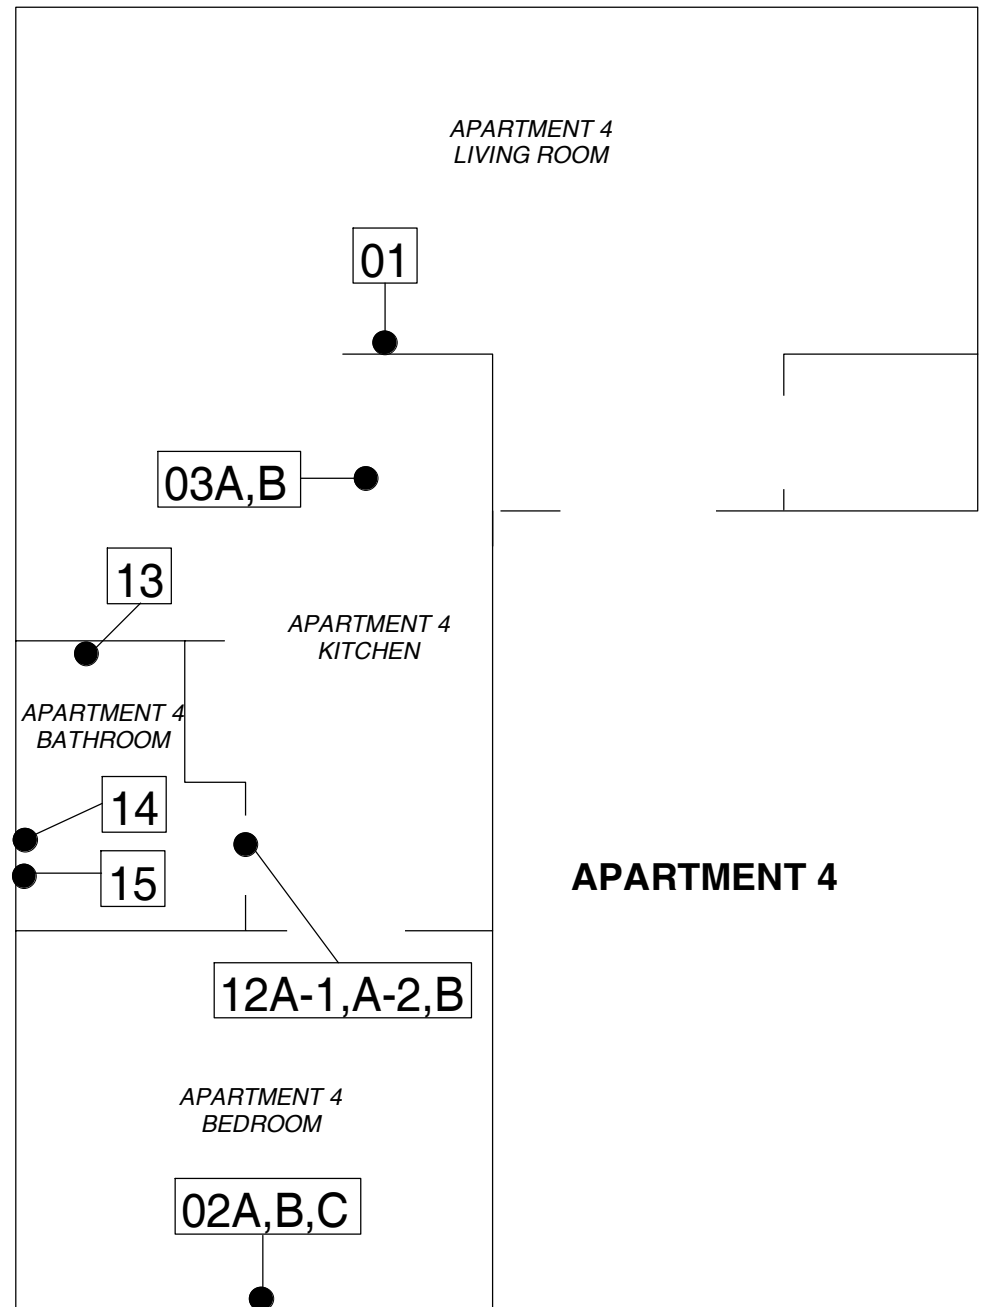 APARTMENT 4
LIVING ROOM
01
03A,B
13
APARTMENT 4
KITCHEN
APARTMENT 4
BATHROOM
14
15
APARTMENT 4
12A-1,A-2,B
APARTMENT 4
BEDROOM
02A,B,C